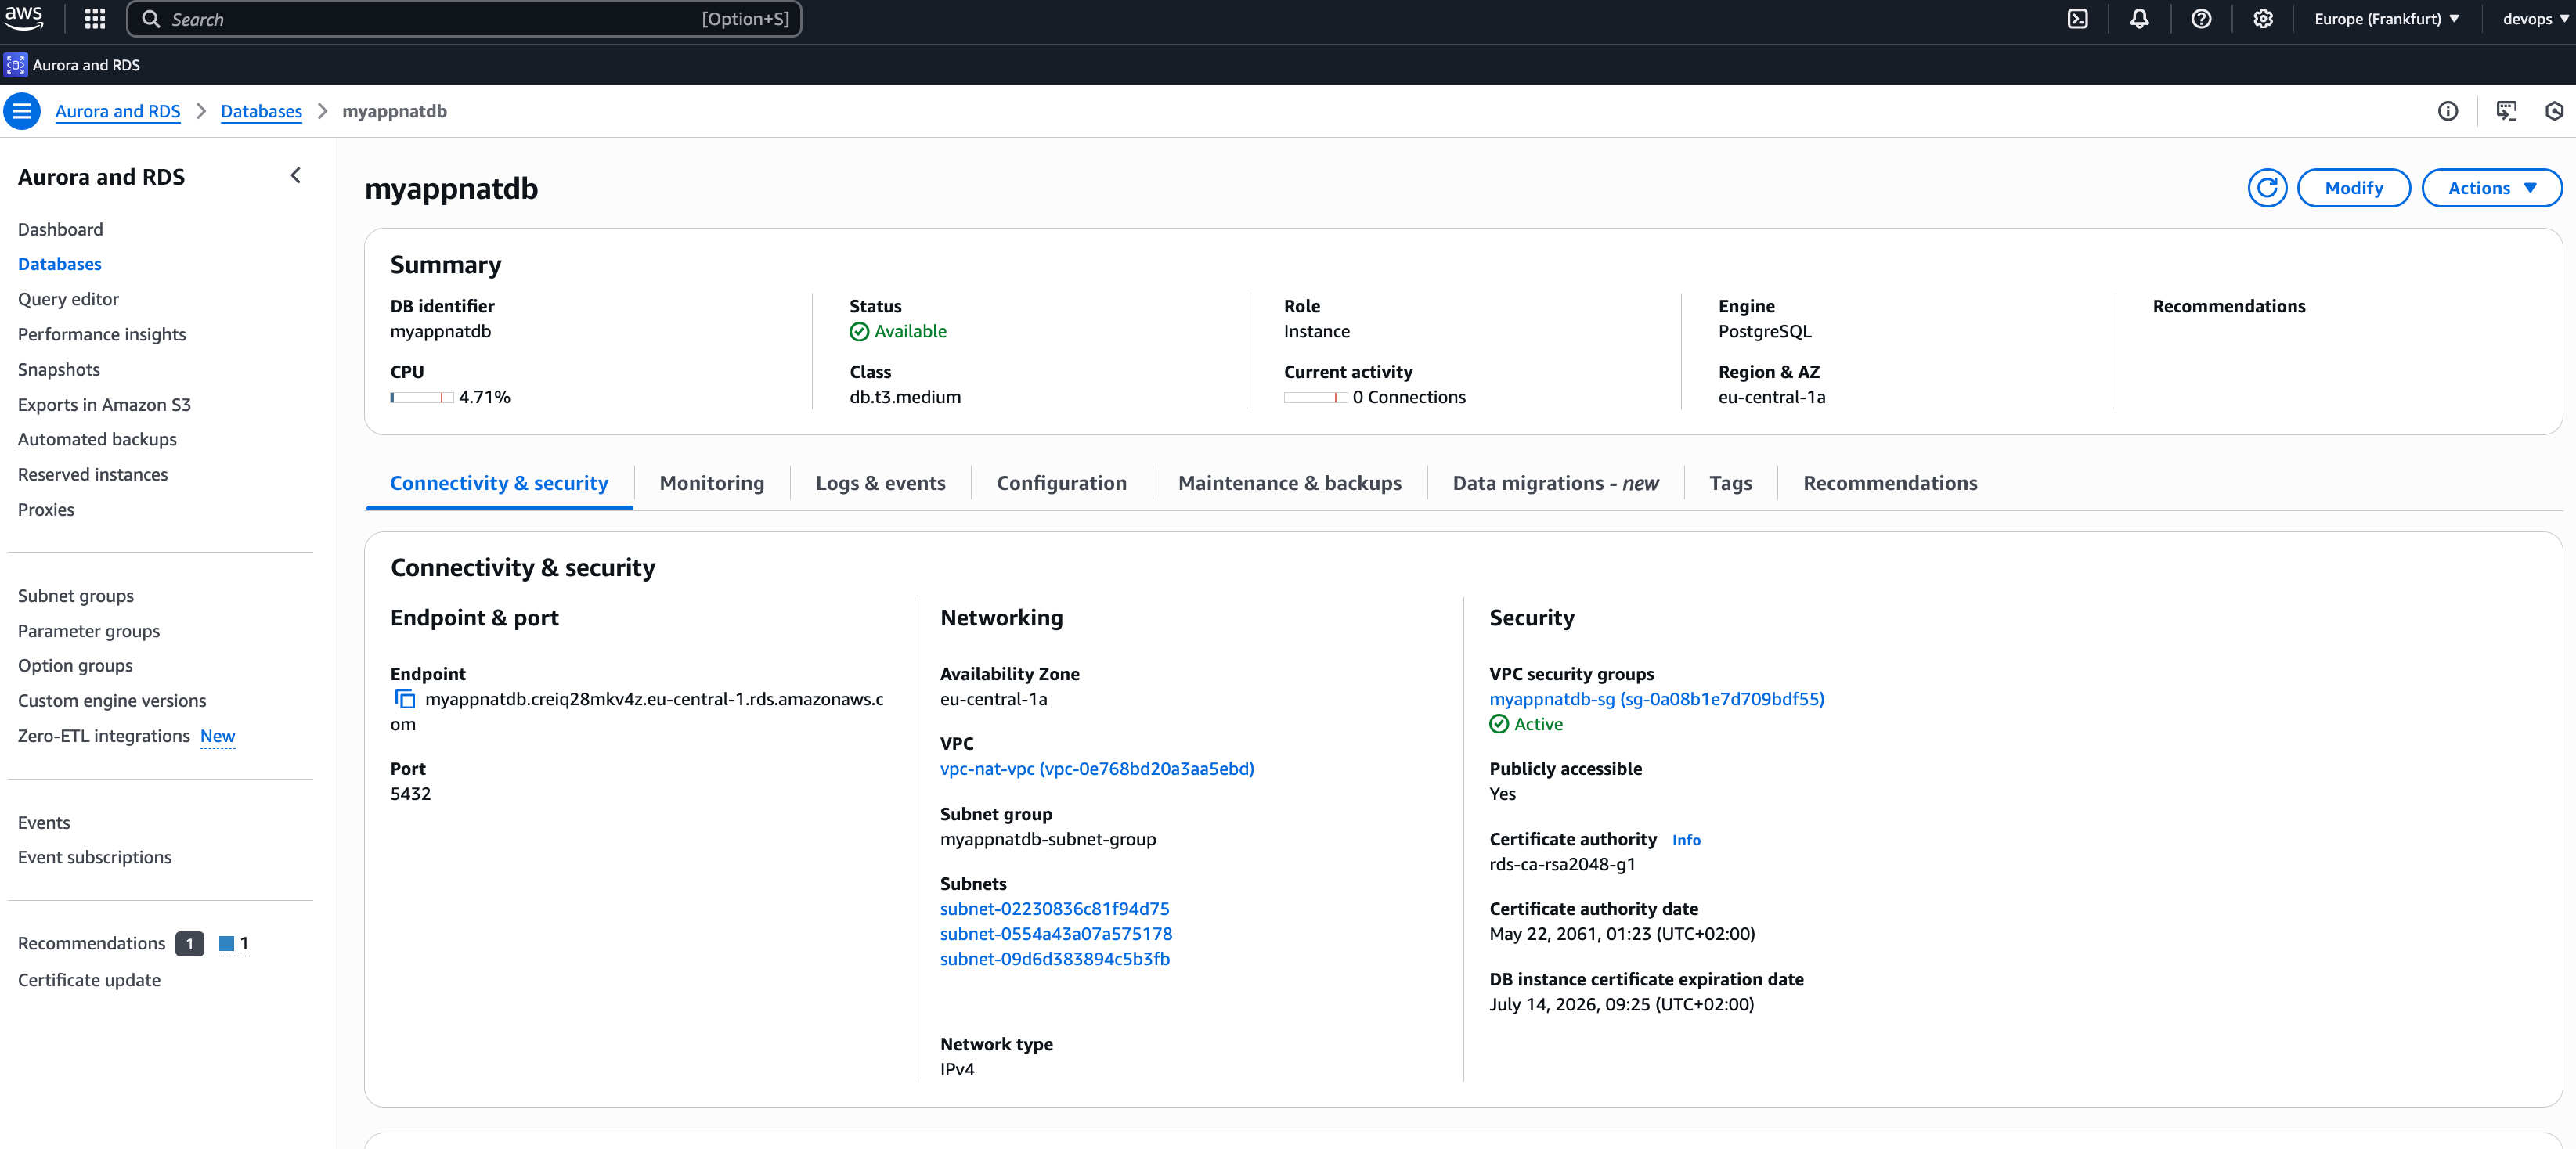 aws
Search
[Option+S]
Europe (Frankfurt)
devops
Aurora and RDS
Aurora and RDS
Databases
myappnatdb
Aurora and RDS
Dashboard
Databases
Query editor
Performance insights
Snapshots
Exports in Amazon S3
Automated backups
Reserved instances
Proxies
Subnet groups
Parameter groups
Option groups
Custom engine versions
Zero-ETL integrations New
Events
Event subscriptions
Recommendations 1 1
Certificate update
myappnatdb
Modify
Actions
Summary
DB identifier
myappnatdb
CPU
4.71%
Status
Available
Class
db.t3.medium
Role
Instance
Current activity
0 Connections
Engine
PostgreSQL
Region & AZ
eu-central-1a
Recommendations
Connectivity & security
Monitoring
Logs & events
Configuration
Maintenance & backups
Data migrations - new
Tags
Recommendations
Connectivity & security
Endpoint & port
Endpoint
myappnatdb.creiq28mkv4z.eu-central-1.rds.amazonaws.c
om
Port
5432
Networking
Availability Zone
eu-central-1a
VPC
vpc-nat-vpc (vpc-0e768bd20a3aa5ebd)
Subnet group
myappnatdb-subnet-group
Subnets
subnet-02230836c81f94d75
subnet-0554a43a07a575178
subnet-09d6d383894c5b3fb
Network type
IPv4
Security
VPC security groups
myappnatdb-sg (sg-0a08b1e7d709bdf55)
Active
Publicly accessible
Yes
Certificate authority Info
rds-ca-rsa2048-g1
Certificate authority date
May 22, 2061, 01:23 (UTC+02:00)
DB instance certificate expiration date
July 14, 2026, 09:25 (UTC+02:00)